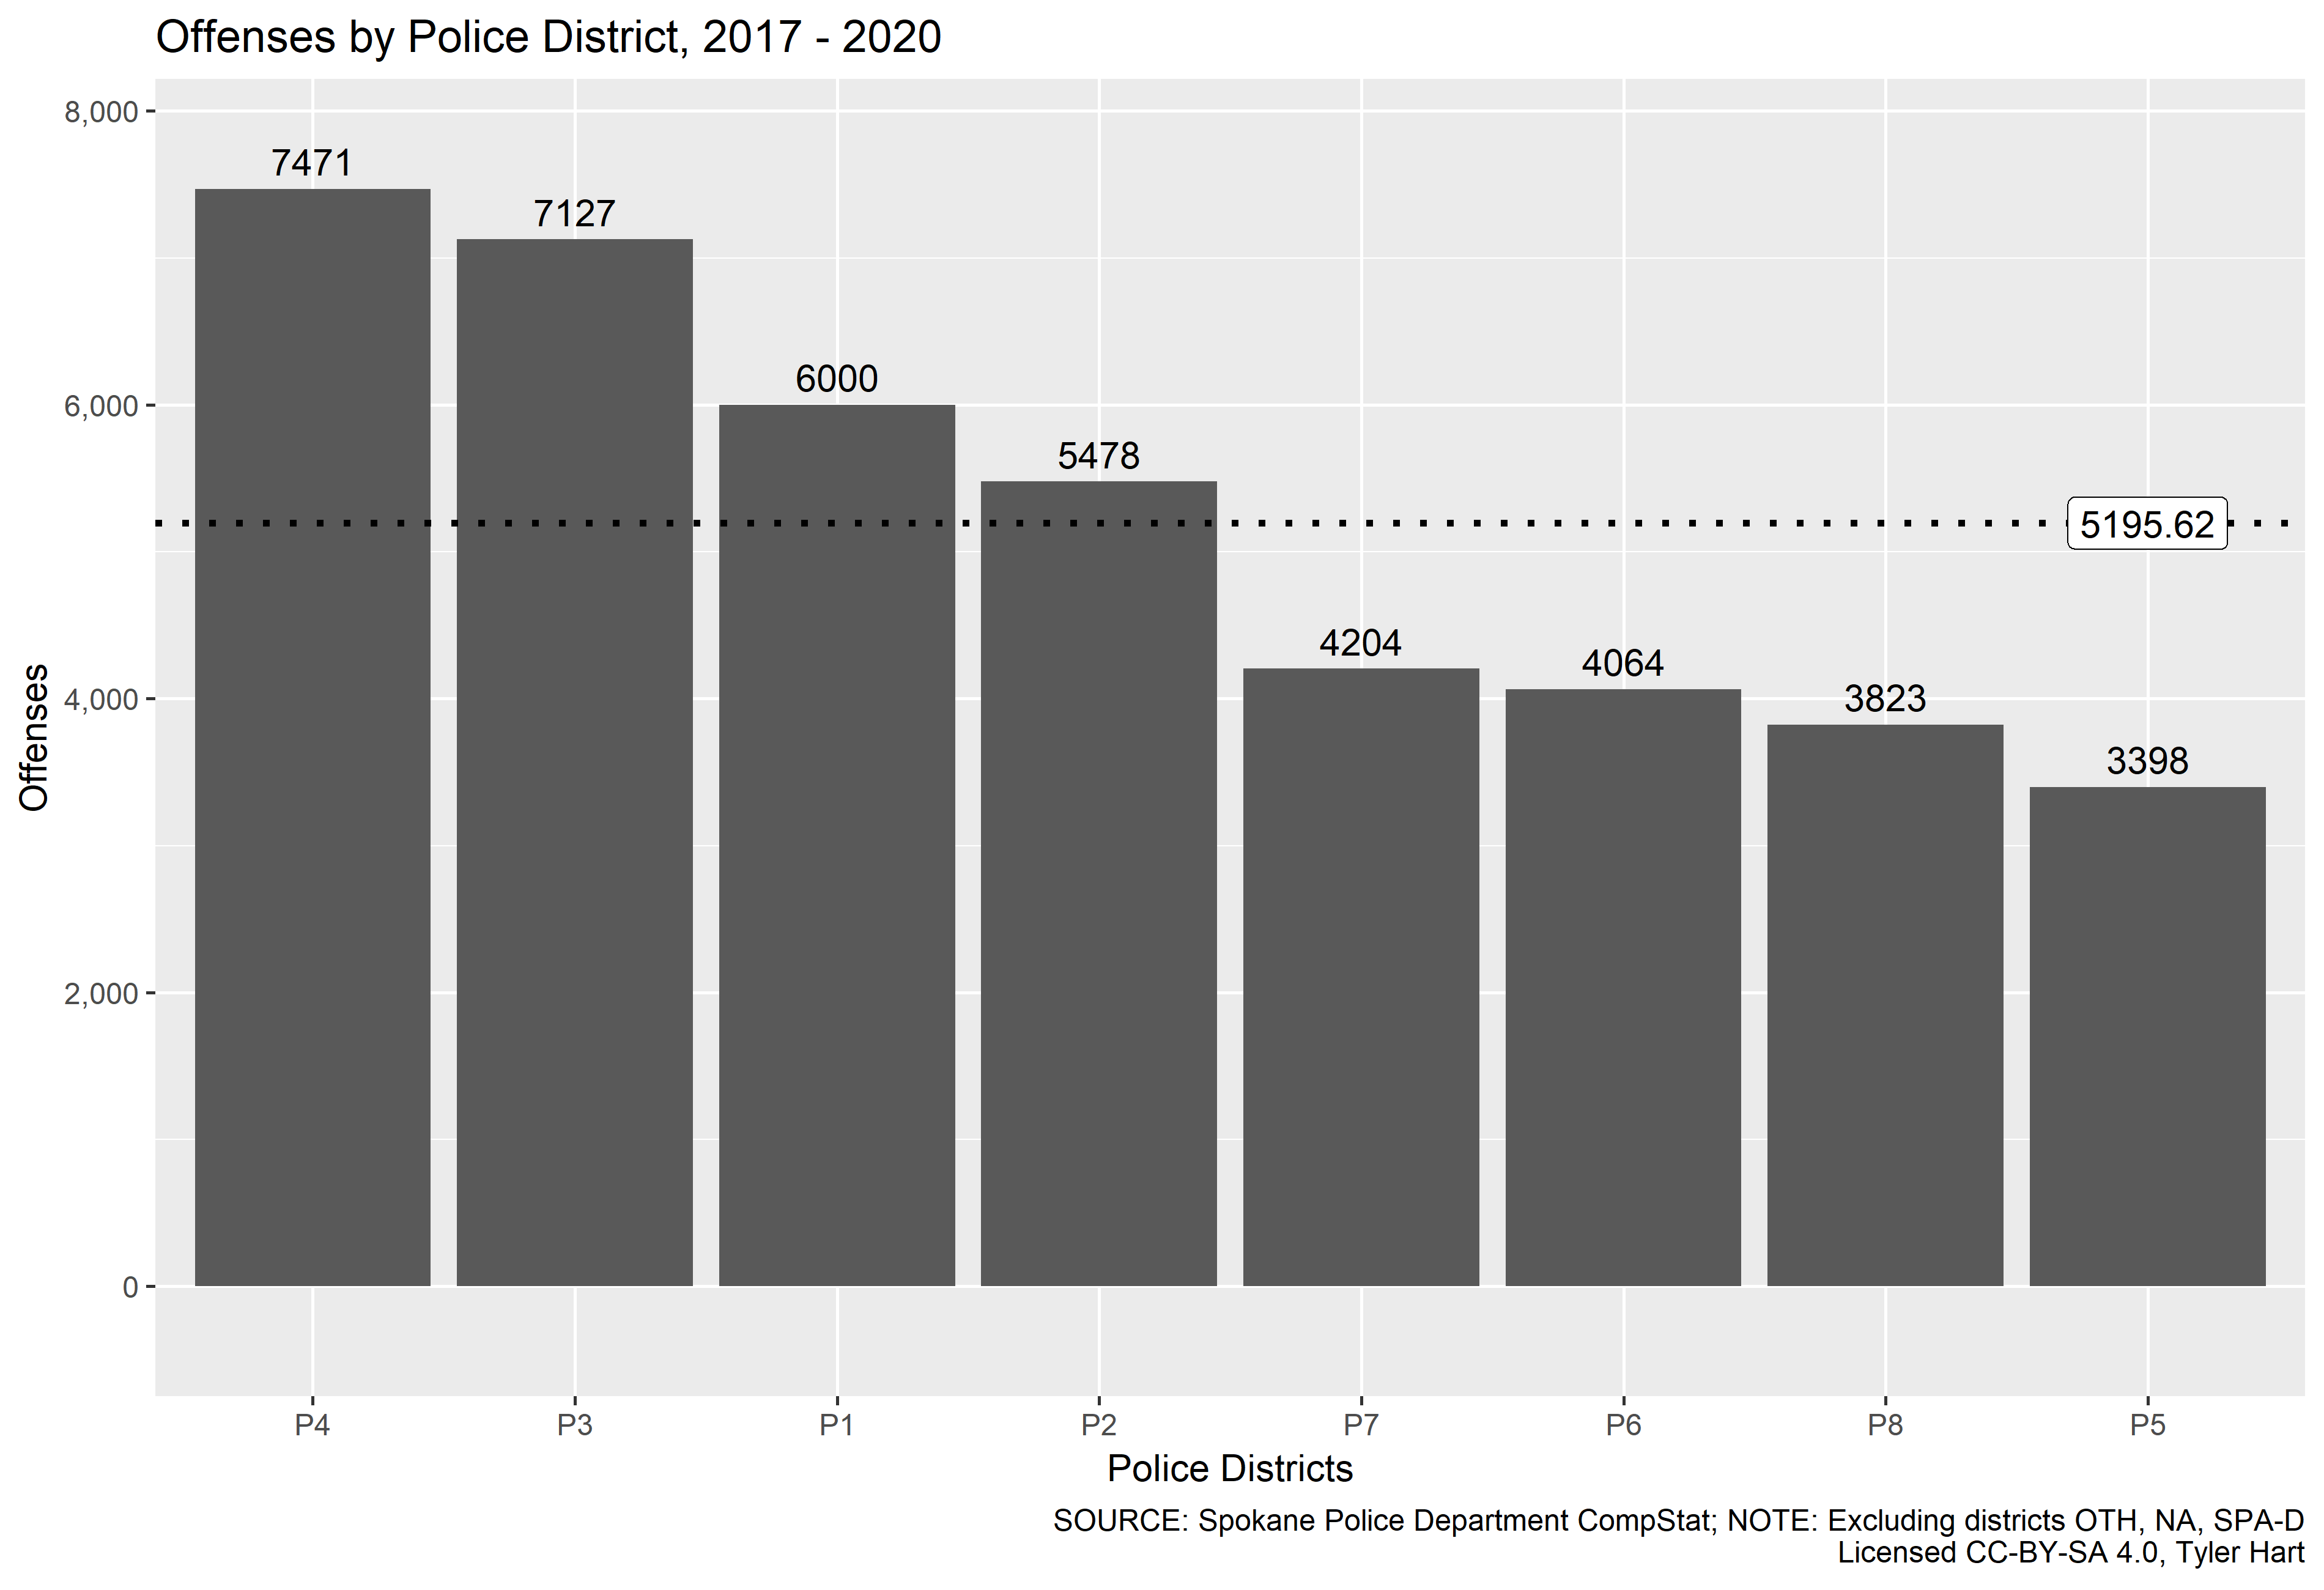 Offenses by Police District, 2017 - 2020
8,000
6,000
4,000
2,000
0
Offenses
7471
7127
6000
5478
4204
4064
3823
3398
5195.62
P4
P3
P1
P2
P7
P6
P8
P5
Police Districts
SOURCE: Spokane Police Department CompStat; NOTE: Excluding districts OTH, NA, SPA-D
Licensed CC-BY-SA 4.0, Tyler Hart